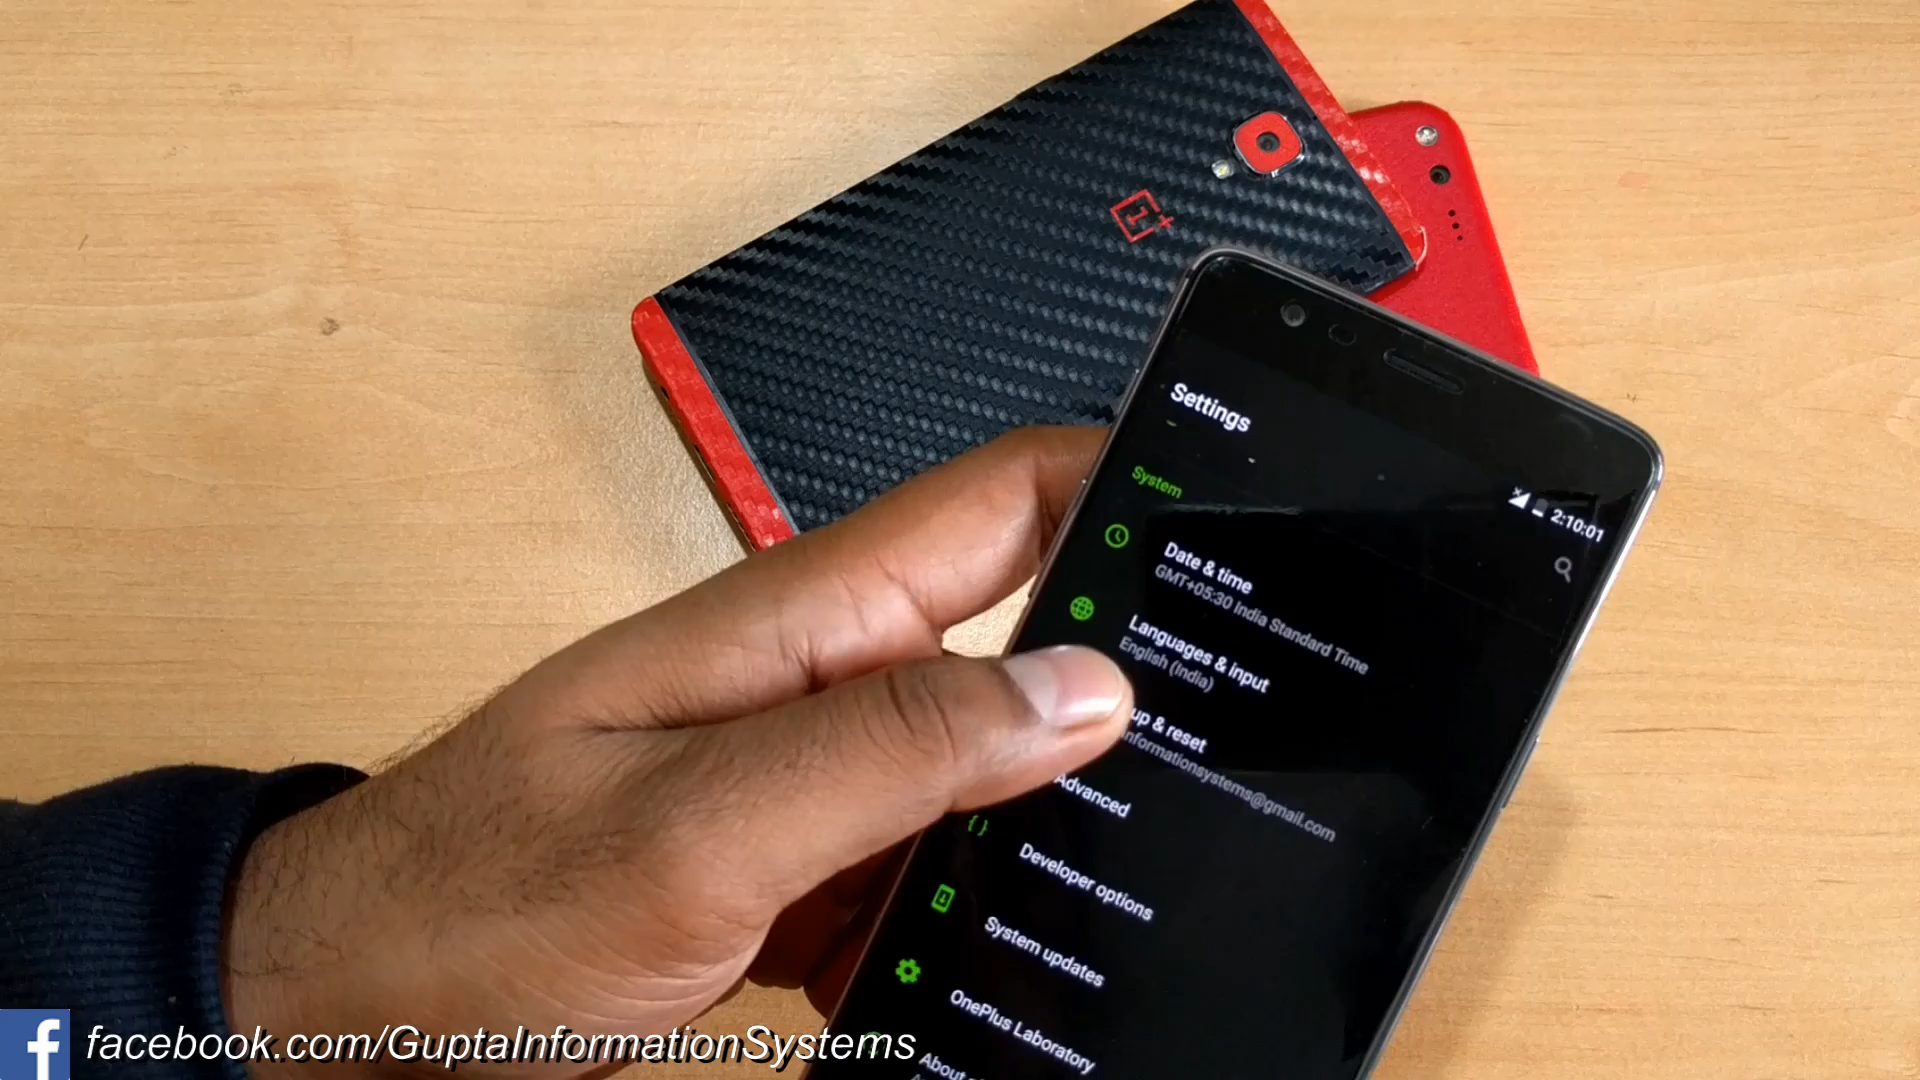 Settings
2:10:01
System
Date & time
GMT+05:30 India Standard Time
Languages & input
English (India)
up & reset
informationsystems@gmail.com
Advanced
{ }
Developer options
System updates
OnePlus Laboratory
About
facebook.com/GuptaInformationSystems